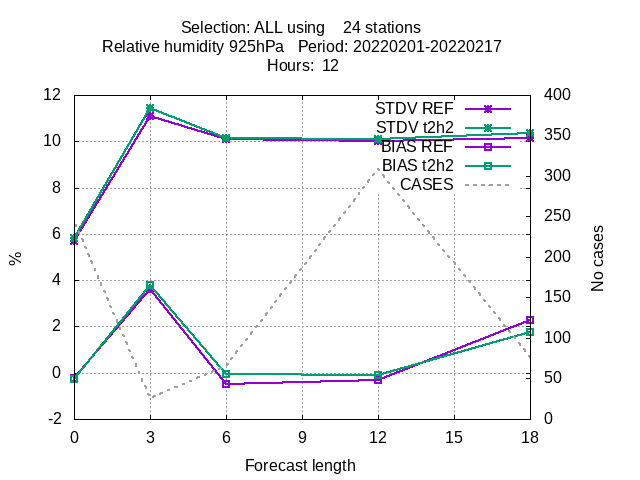 Selection: ALL using    24 stations
Relative humidity 925hPa   Period: 20220201-20220217
Hours:  12
12
10
8
6
4
2
0
-2
%
400
350
300
250
200
150
100
50
0
No cases
STDV REF
STDV t2h2
BIAS REF
BIAS t2h2
CASES
0 3 6 9 12 15 18
Forecast length